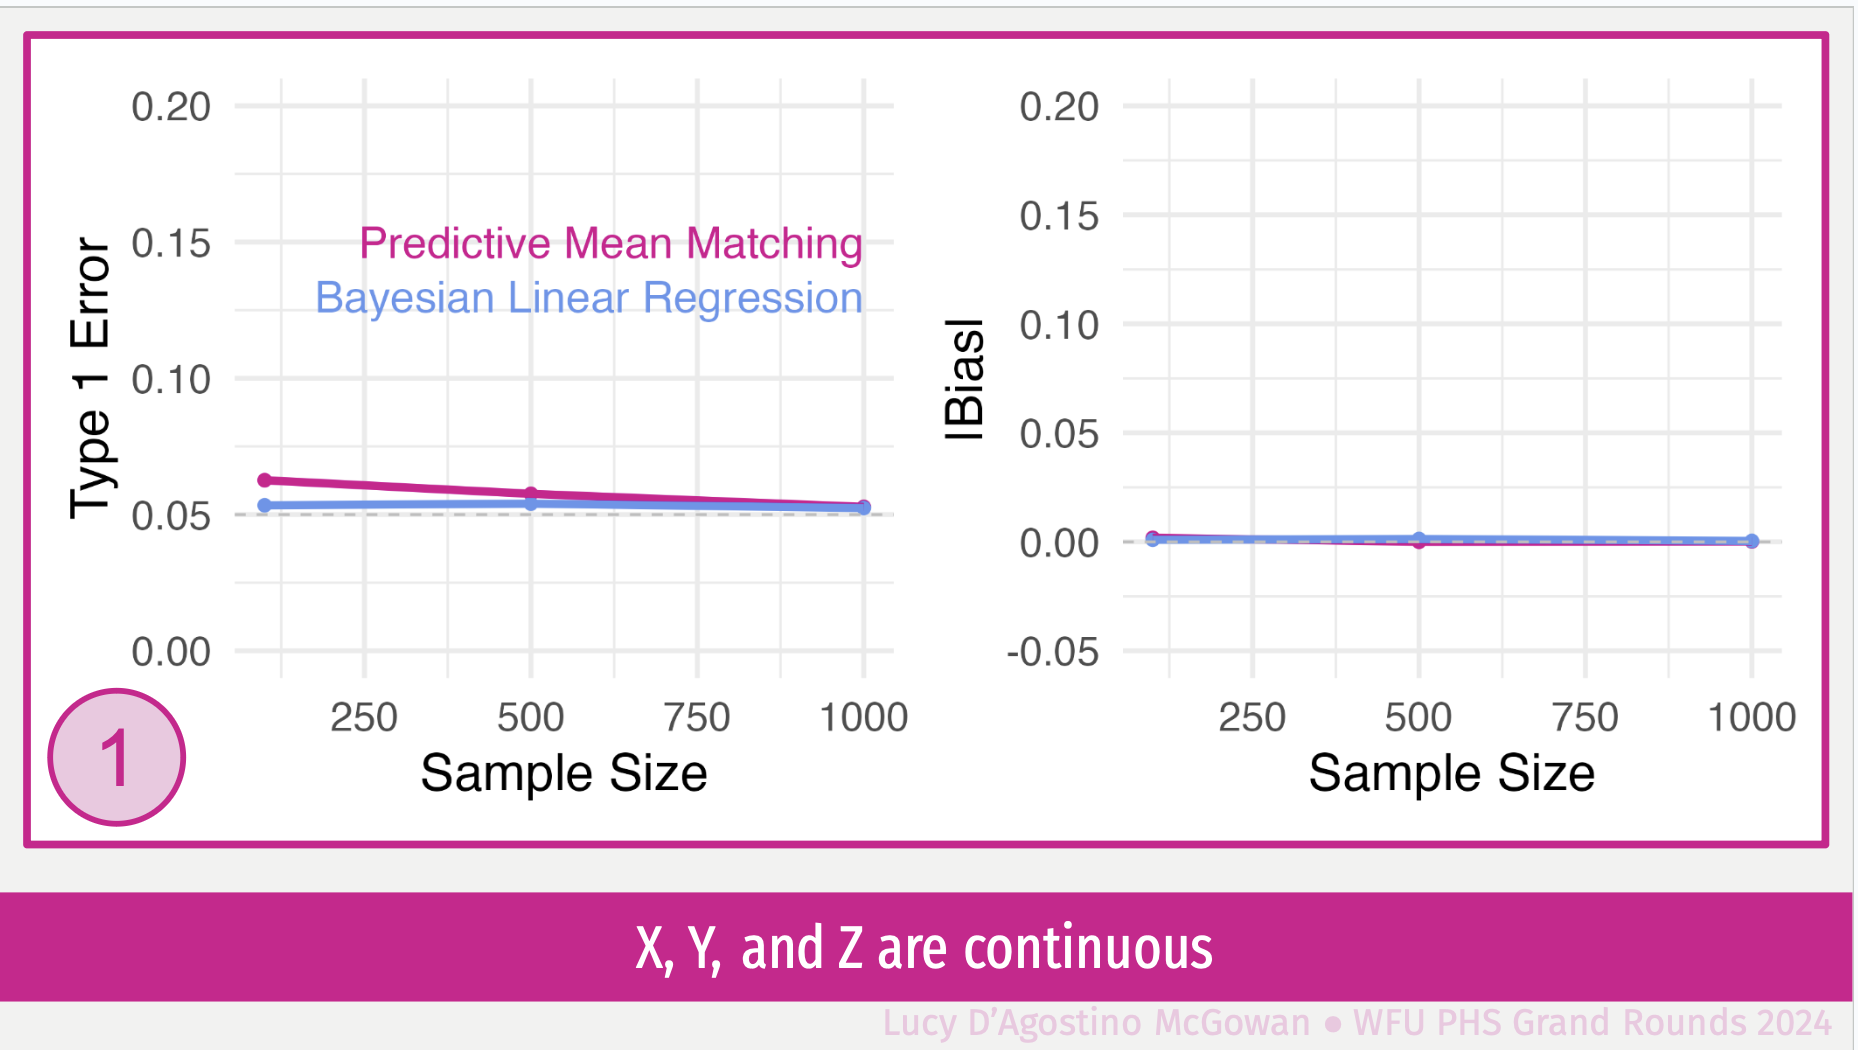 Type 1 Error
0.20
0.15
0.10
0.05
0.00
Predictive Mean Matching
Bayesian Linear Regression
250 500 750 1000
Sample Size
|Bias|
0.20
0.15
0.10
0.05
0.00
-0.05
250 500 750 1000
Sample Size
1
X, Y, and Z are continuous
Lucy D’Agostino McGowan • WFU PHS Grand Rounds 2024